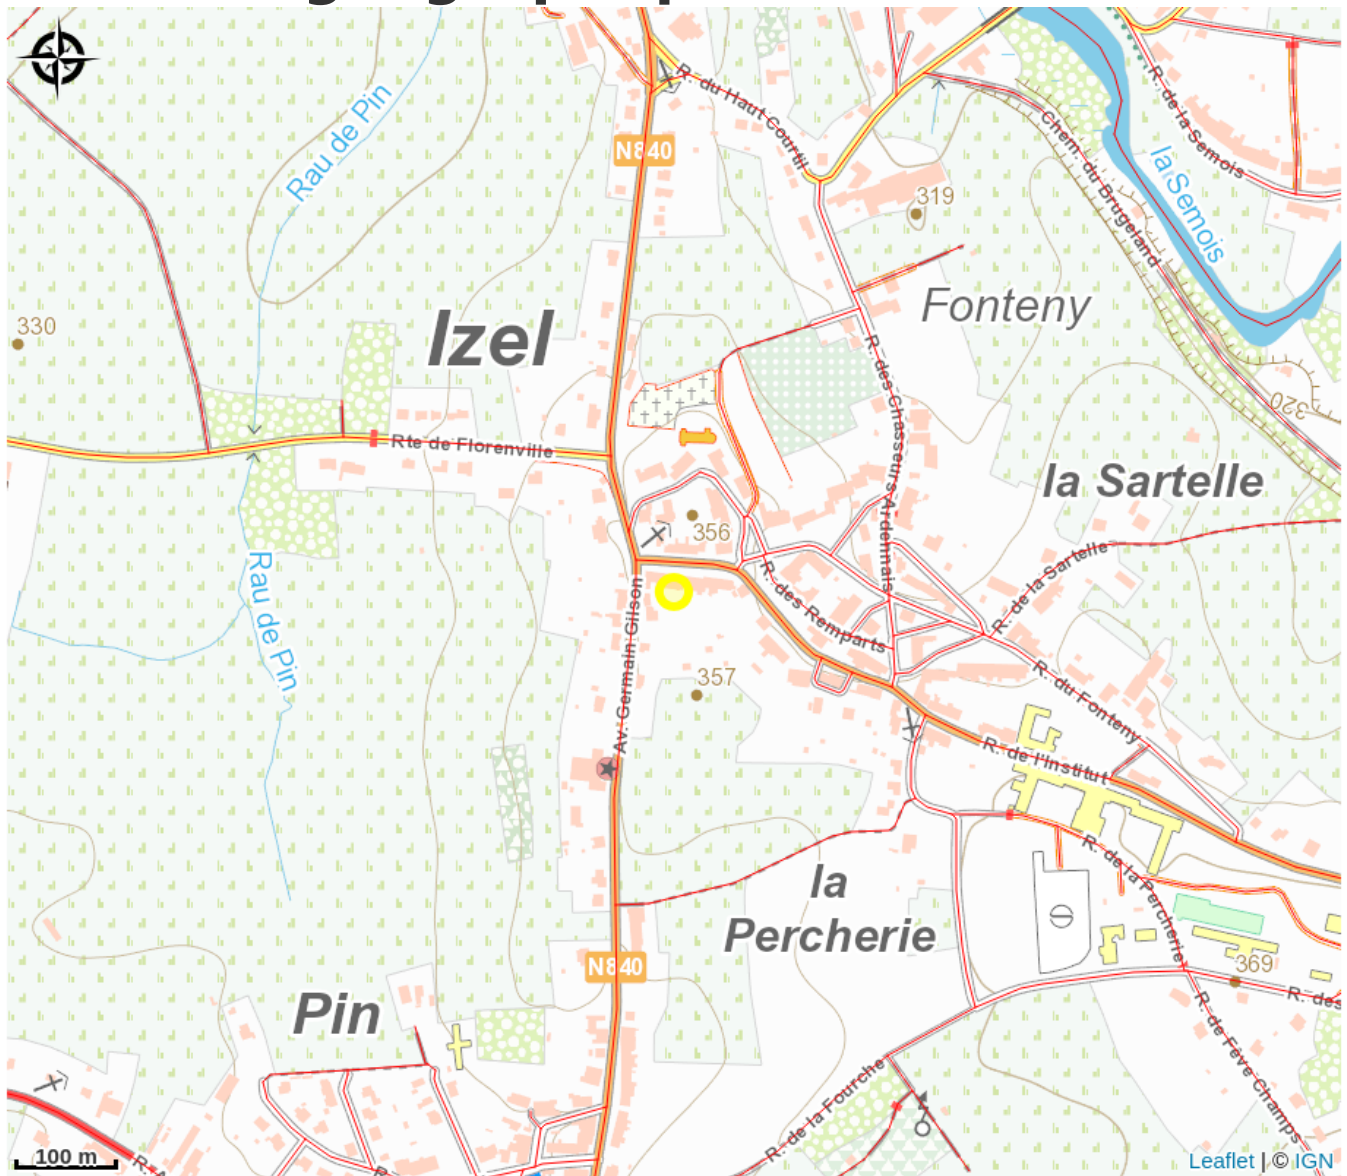 R. du Haut Courtil
Rau de Pin
N840
R. de la Semois
Chem. du Brugeland
la Semois
319
Fonteny
330
Izel
R. des Chasseurs Ardennais
320
Rte de Florenville
la Sartelle
356
R. de la Sartelle
Rau de Pin
Av. Germain Gilson
R. des Remparts
357
R. du Fonteny
R. de l'Institut
R. de la Percherie
la
Percherie
N840
369
R. des
Pin
R. de Fève Champs
R. de la Fourche
100 m
Leaflet | © IGN